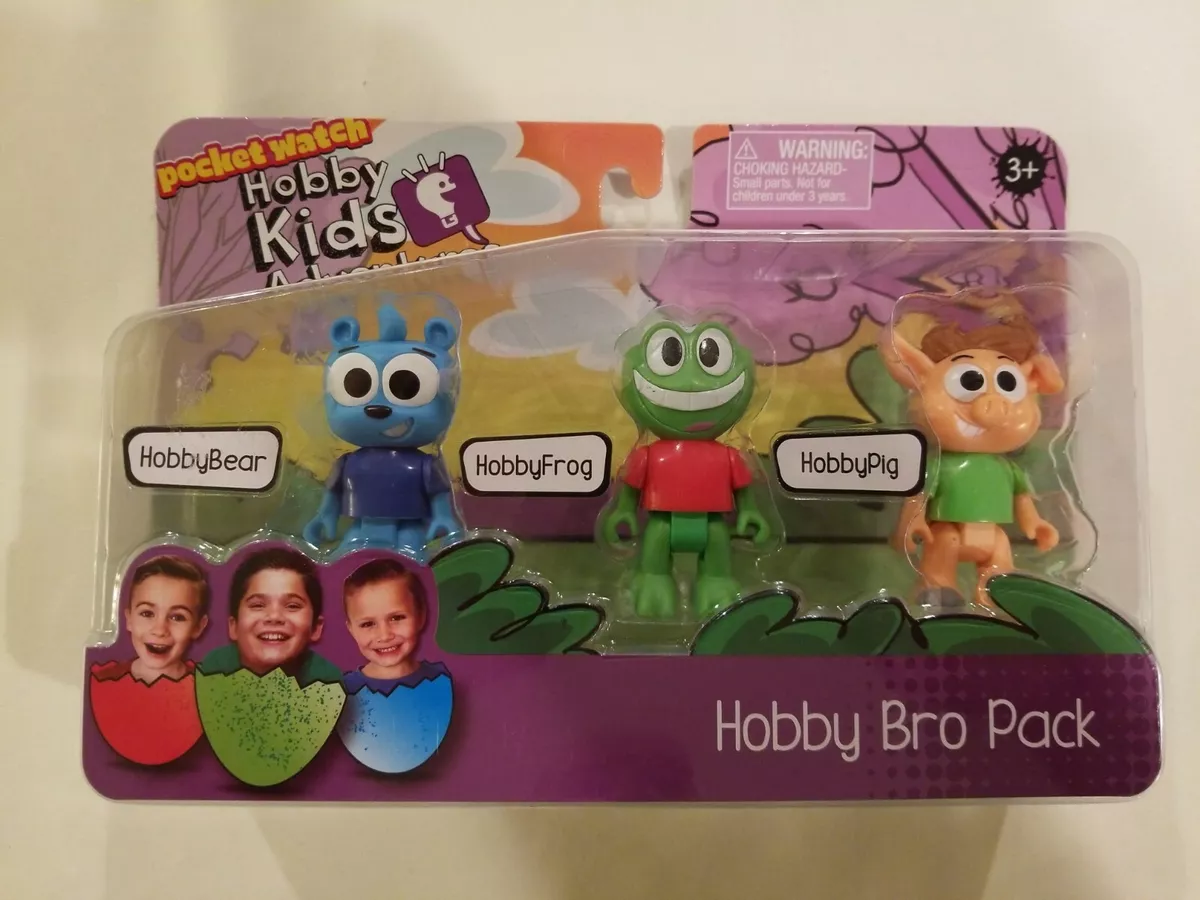 pocket watch
Hobby
Kids
Adventures
WARNING:
CHOKING HAZARD-
Small parts. Not for
children under 3 years.
3+
HobbyBear
HobbyFrog
HobbyPig
Hobby Bro Pack